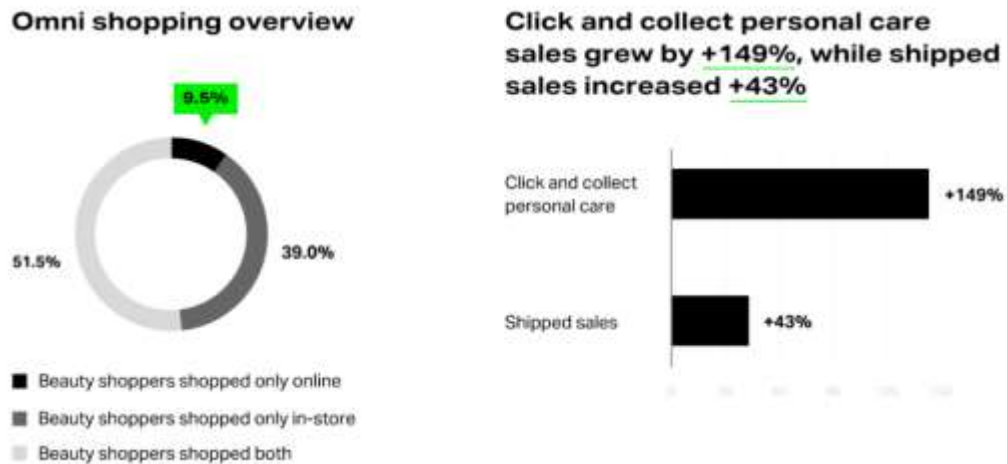 Omni shopping overview
9.5%
51.5%
39.0%
Beauty shoppers shopped only online
Beauty shoppers shopped only in-store
Beauty shoppers shopped both
Click and collect personal care
sales grew by +149%, while shipped
sales increased +43%
Click and collect
personal care
+149%
Shipped sales
+43%